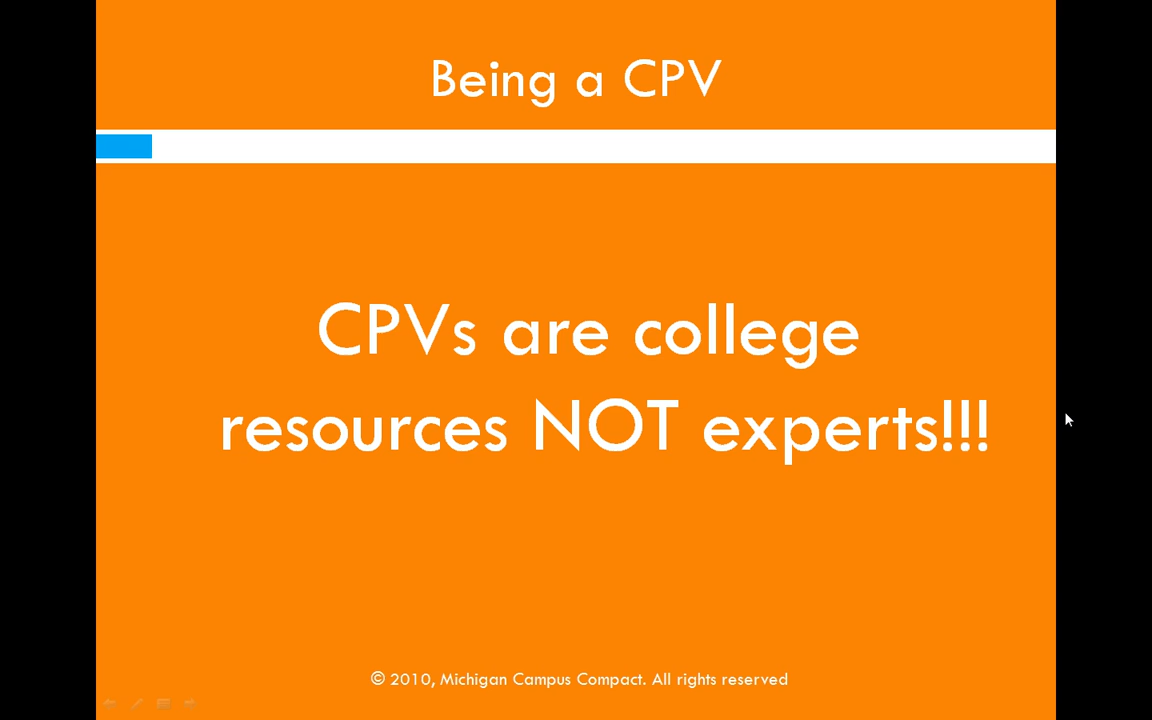 Being a CPV
CPVs are college
resources NOT experts!!!
© 2010, Michigan Campus Compact. All rights reserved